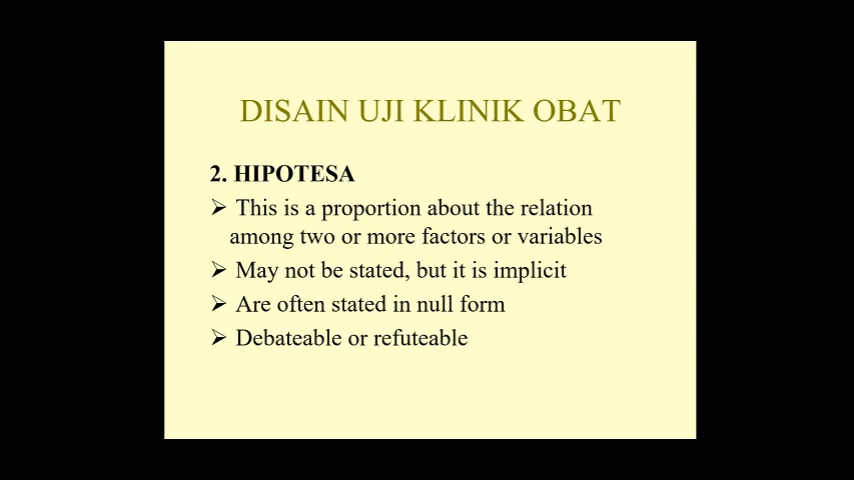 DISAIN UJI KLINIK OBAT
2. HIPOTESA
➢ This is a proportion about the relation
among two or more factors or variables
➢ May not be stated, but it is implicit
➢ Are often stated in null form
➢ Debateable or refuteable